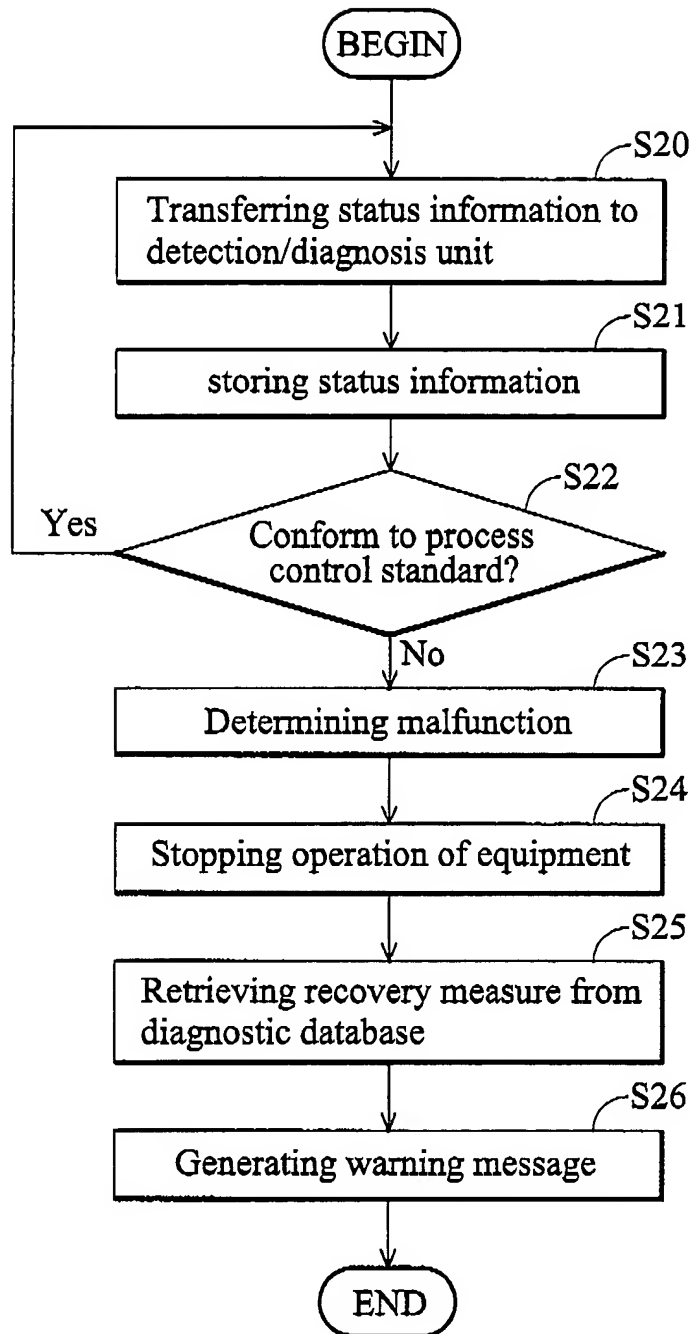 BEGIN
S20
Transferring status information to
detection/diagnosis unit
S21
storing status information
S22
Yes
Conform to process
control standard?
No
S23
Determining malfunction
S24
Stopping operation of equipment
S25
Retrieving recovery measure from
diagnostic database
S26
Generating warning message
END